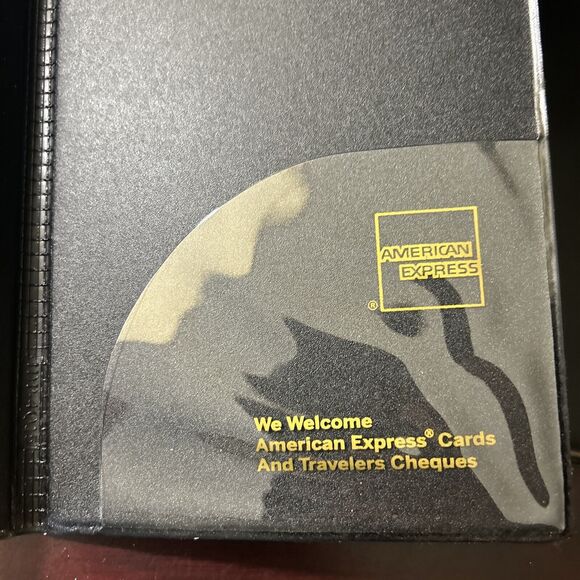 AMERICAN
EXPRESS
®
We Welcome
American Express® Cards
And Travelers Cheques